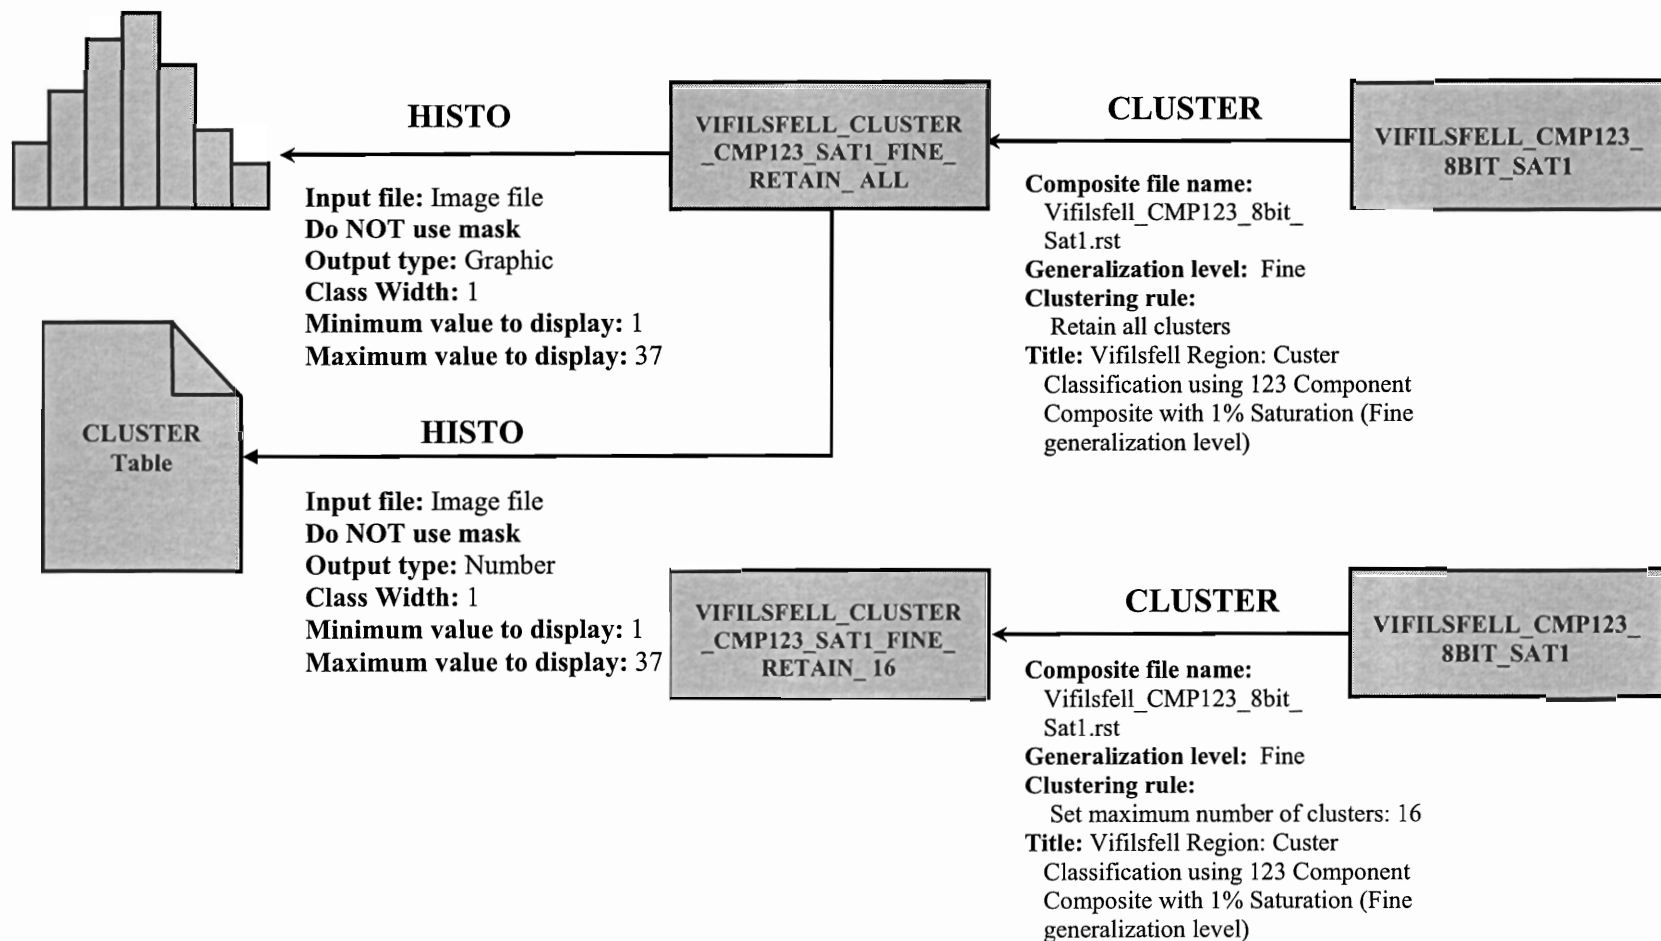 HISTO
VIFILSFELL_CLUSTER
_CMP123_SAT1_FINE_
RETAIN_ ALL
CLUSTER
VIFILSFELL_CMP123_
8BIT_SAT1
Input file: Image file
Do NOT use mask
Output type: Graphic
Class Width: 1
Minimum value to display: 1
Maximum value to display: 37
Composite file name:
Vifilsfell_CMP123_8bit_
Sat1.rst
Generalization level: Fine
Clustering rule:
Retain all clusters
Title: Vifilsfell Region: Custer
Classification using 123 Component
Composite with 1% Saturation (Fine
generalization level)
CLUSTER
Table
HISTO
Input file: Image file
Do NOT use mask
Output type: Number
Class Width: 1
Minimum value to display: 1
Maximum value to display: 37
VIFILSFELL_CLUSTER
_CMP123_SAT1_FINE_
RETAIN_ 16
CLUSTER
VIFILSFELL_CMP123_
8BIT_SAT1
Composite file name:
Vifilsfell_CMP123_8bit_
Sat1.rst
Generalization level: Fine
Clustering rule:
Set maximum number of clusters: 16
Title: Vifilsfell Region: Custer
Classification using 123 Component
Composite with 1% Saturation (Fine
generalization level)